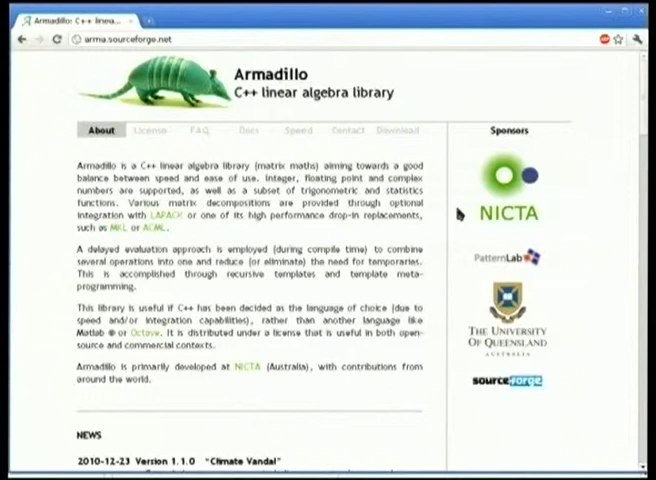 Armadillo: C++ linea...
arma.sourceforge.net
Armadillo
C++ linear algebra library
About License FAQ Docs Speed Contact Download
Sponsors
Armadillo is a C++ linear algebra library (matrix maths) aiming towards a good
balance between speed and ease of use. Integer, floating point and complex
numbers are supported, as well as a subset of trigonometric and statistics
functions. Various matrix decompositions are provided through optional
integration with LAPACK or one of its high performance drop-in replacements,
such as MKL or ACML.
A delayed evaluation approach is employed (during compile time) to combine
several operations into one and reduce (or eliminate) the need for temporaries.
This is accomplished through recursive templates and template meta-
programming.
This library is useful if C++ has been decided as the language of choice (due to
speed and/or integration capabilities), rather than another language like
Matlab ® or Octave. It is distributed under a license that is useful in both open-
source and commercial contexts.
Armadillo is primarily developed at NICTA (Australia), with contributions from
around the world.
NICTA
PatternLab
THE UNIVERSITY
OF QUEENSLAND
AUSTRALIA
sourceforge
NEWS
2010-12-23 Version 1.1.0 "Climate Vandal"